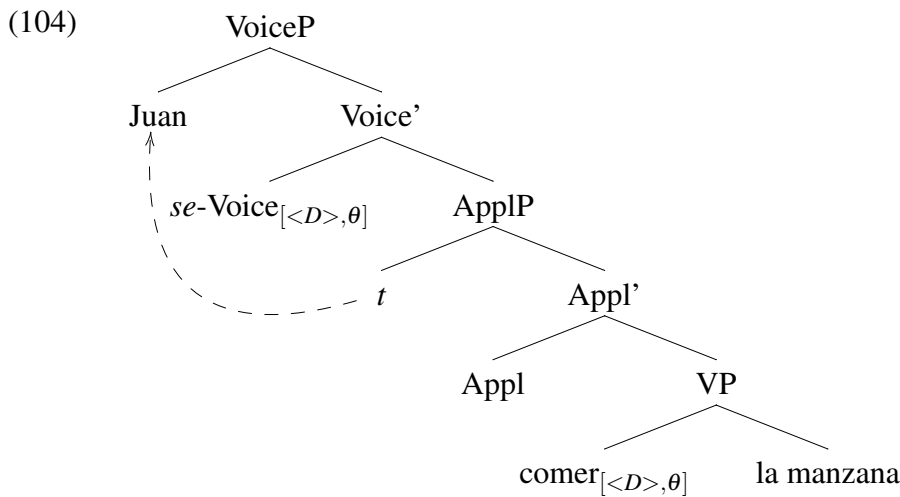 (104) VoiceP
Juan Voice’
se-Voice[<D>,θ] ApplP
t Appl’
Appl VP
comer[<D>,θ] la manzana